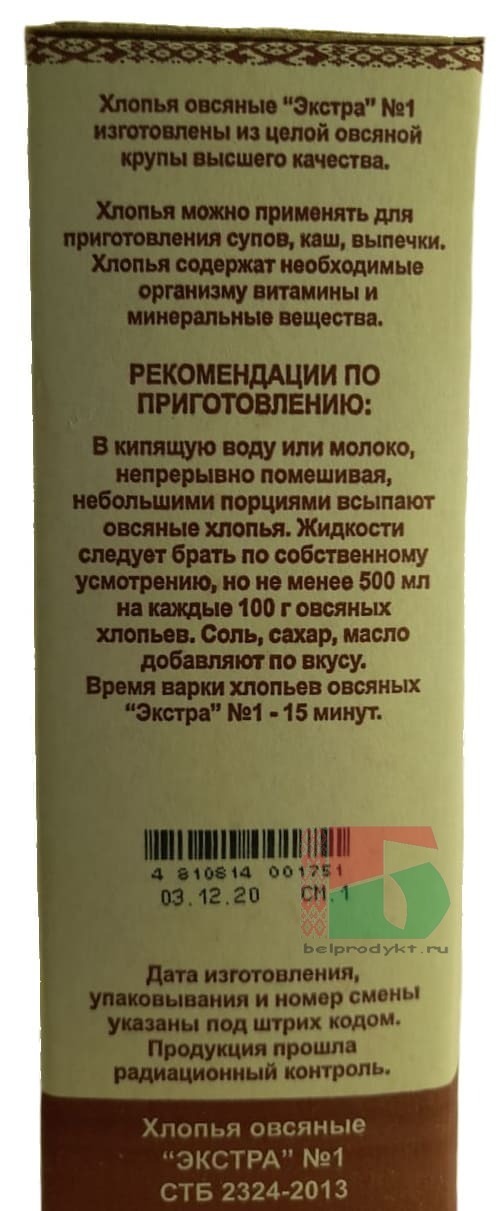 Хлопья овсяные “Экстра” №1
изготовлены из целой овсяной
крупы высшего качества.
Хлопья можно применять для
приготовления супов, каш, выпечки.
Хлопья содержат необходимые
организму витамины и
минеральные вещества.
РЕКОМЕНДАЦИИ ПО
ПРИГОТОВЛЕНИЮ:
В кипящую воду или молоко,
непрерывно помешивая,
небольшими порциями всыпают
овсяные хлопья. Жидкости
следует брать по собственному
усмотрению, но не менее 500 мл
на каждые 100 г овсяных
хлопьев. Соль, сахар, масло
добавляют по вкусу.
Время варки хлопьев овсяных
“Экстра” №1 - 15 минут.
4 810814 001751
03.12.20 СМ.1
Б
belprodykt.ru
Дата изготовления,
упаковывания и номер смены
указаны под штрих кодом.
Продукция прошла
радиационный контроль.
Хлопья овсяные
“ЭКСТРА” №1
СТБ 2324-2013